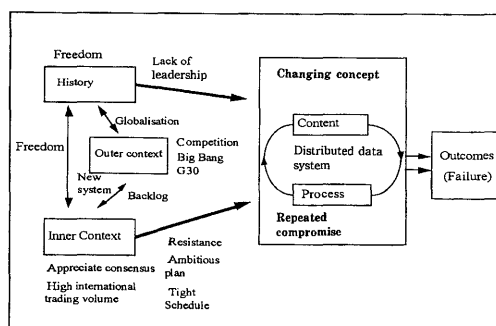 Freedom
History
Lack of
leadership
Globalisation
Freedom
Outer context
Competition
Big Bang
G30
New
system
Backlog
Inner Context
Appreciate consensus
High international
trading volume
Resistance
Ambitious
plan
Tight
Schedule
Changing concept
Content
Distributed data
system
Process
Repeated
compromise
Outcomes
(Failure)